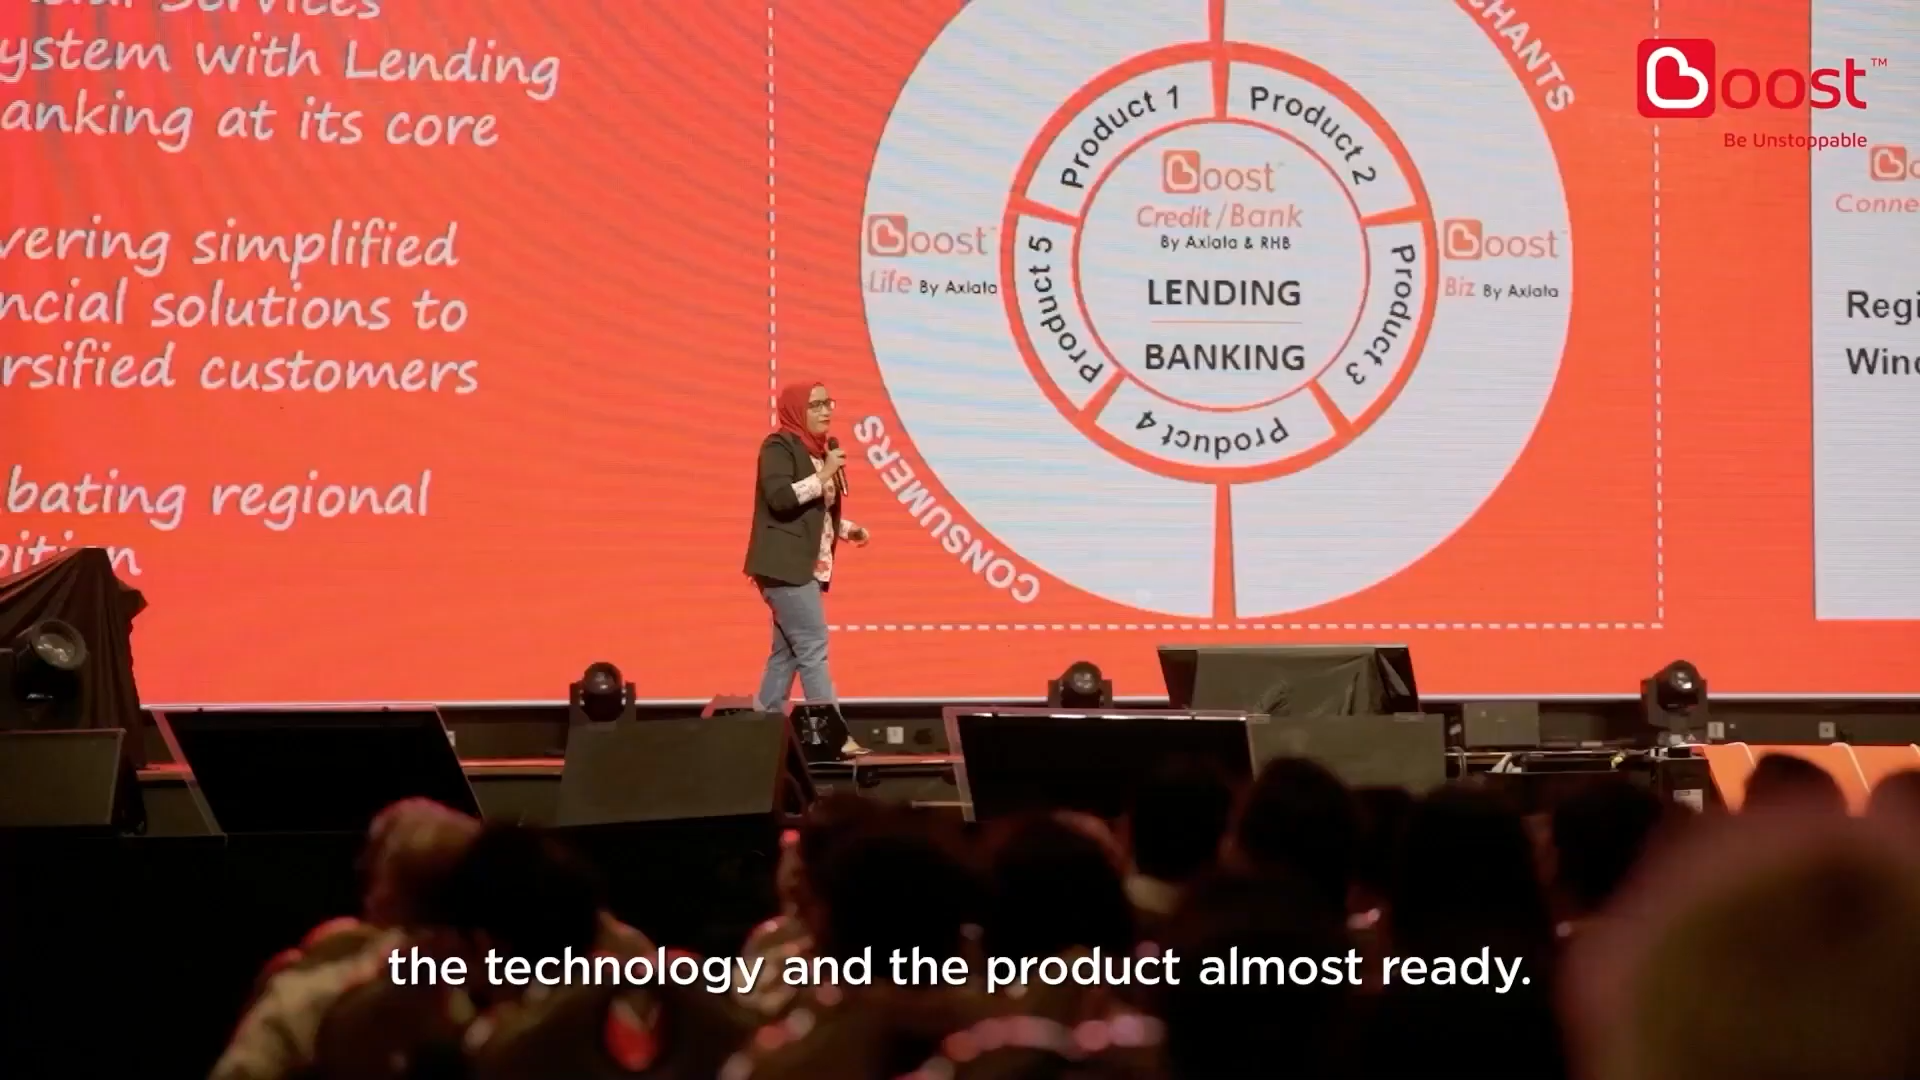 Services
ystem with Lending
anking at its core
vering simplified
ncial solutions to
rsified customers
bating regional
CONSUMERS
CHANTS
Product 1
Product 2
Product 3
Product 4
Product 5
Boost
Credit/Bank
By Axiata & RHB
LENDING
BANKING
Boost
Life By Axiata
Boost
Biz By Axiata
Boost™
Be Unstoppable
Conne
Regi
Wind
the technology and the product almost ready.